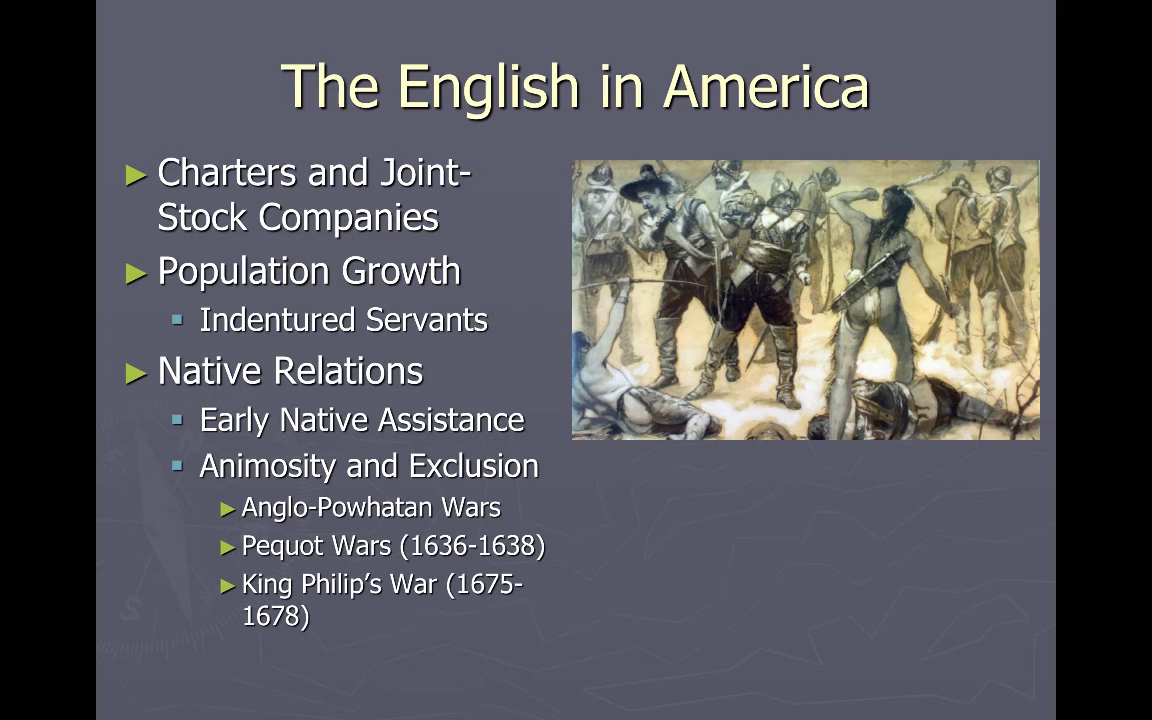 The English in America
► Charters and Joint-
Stock Companies
► Population Growth
▪ Indentured Servants
► Native Relations
▪ Early Native Assistance
▪ Animosity and Exclusion
► Anglo-Powhatan Wars
► Pequot Wars (1636-1638)
► King Philip’s War (1675-
1678)